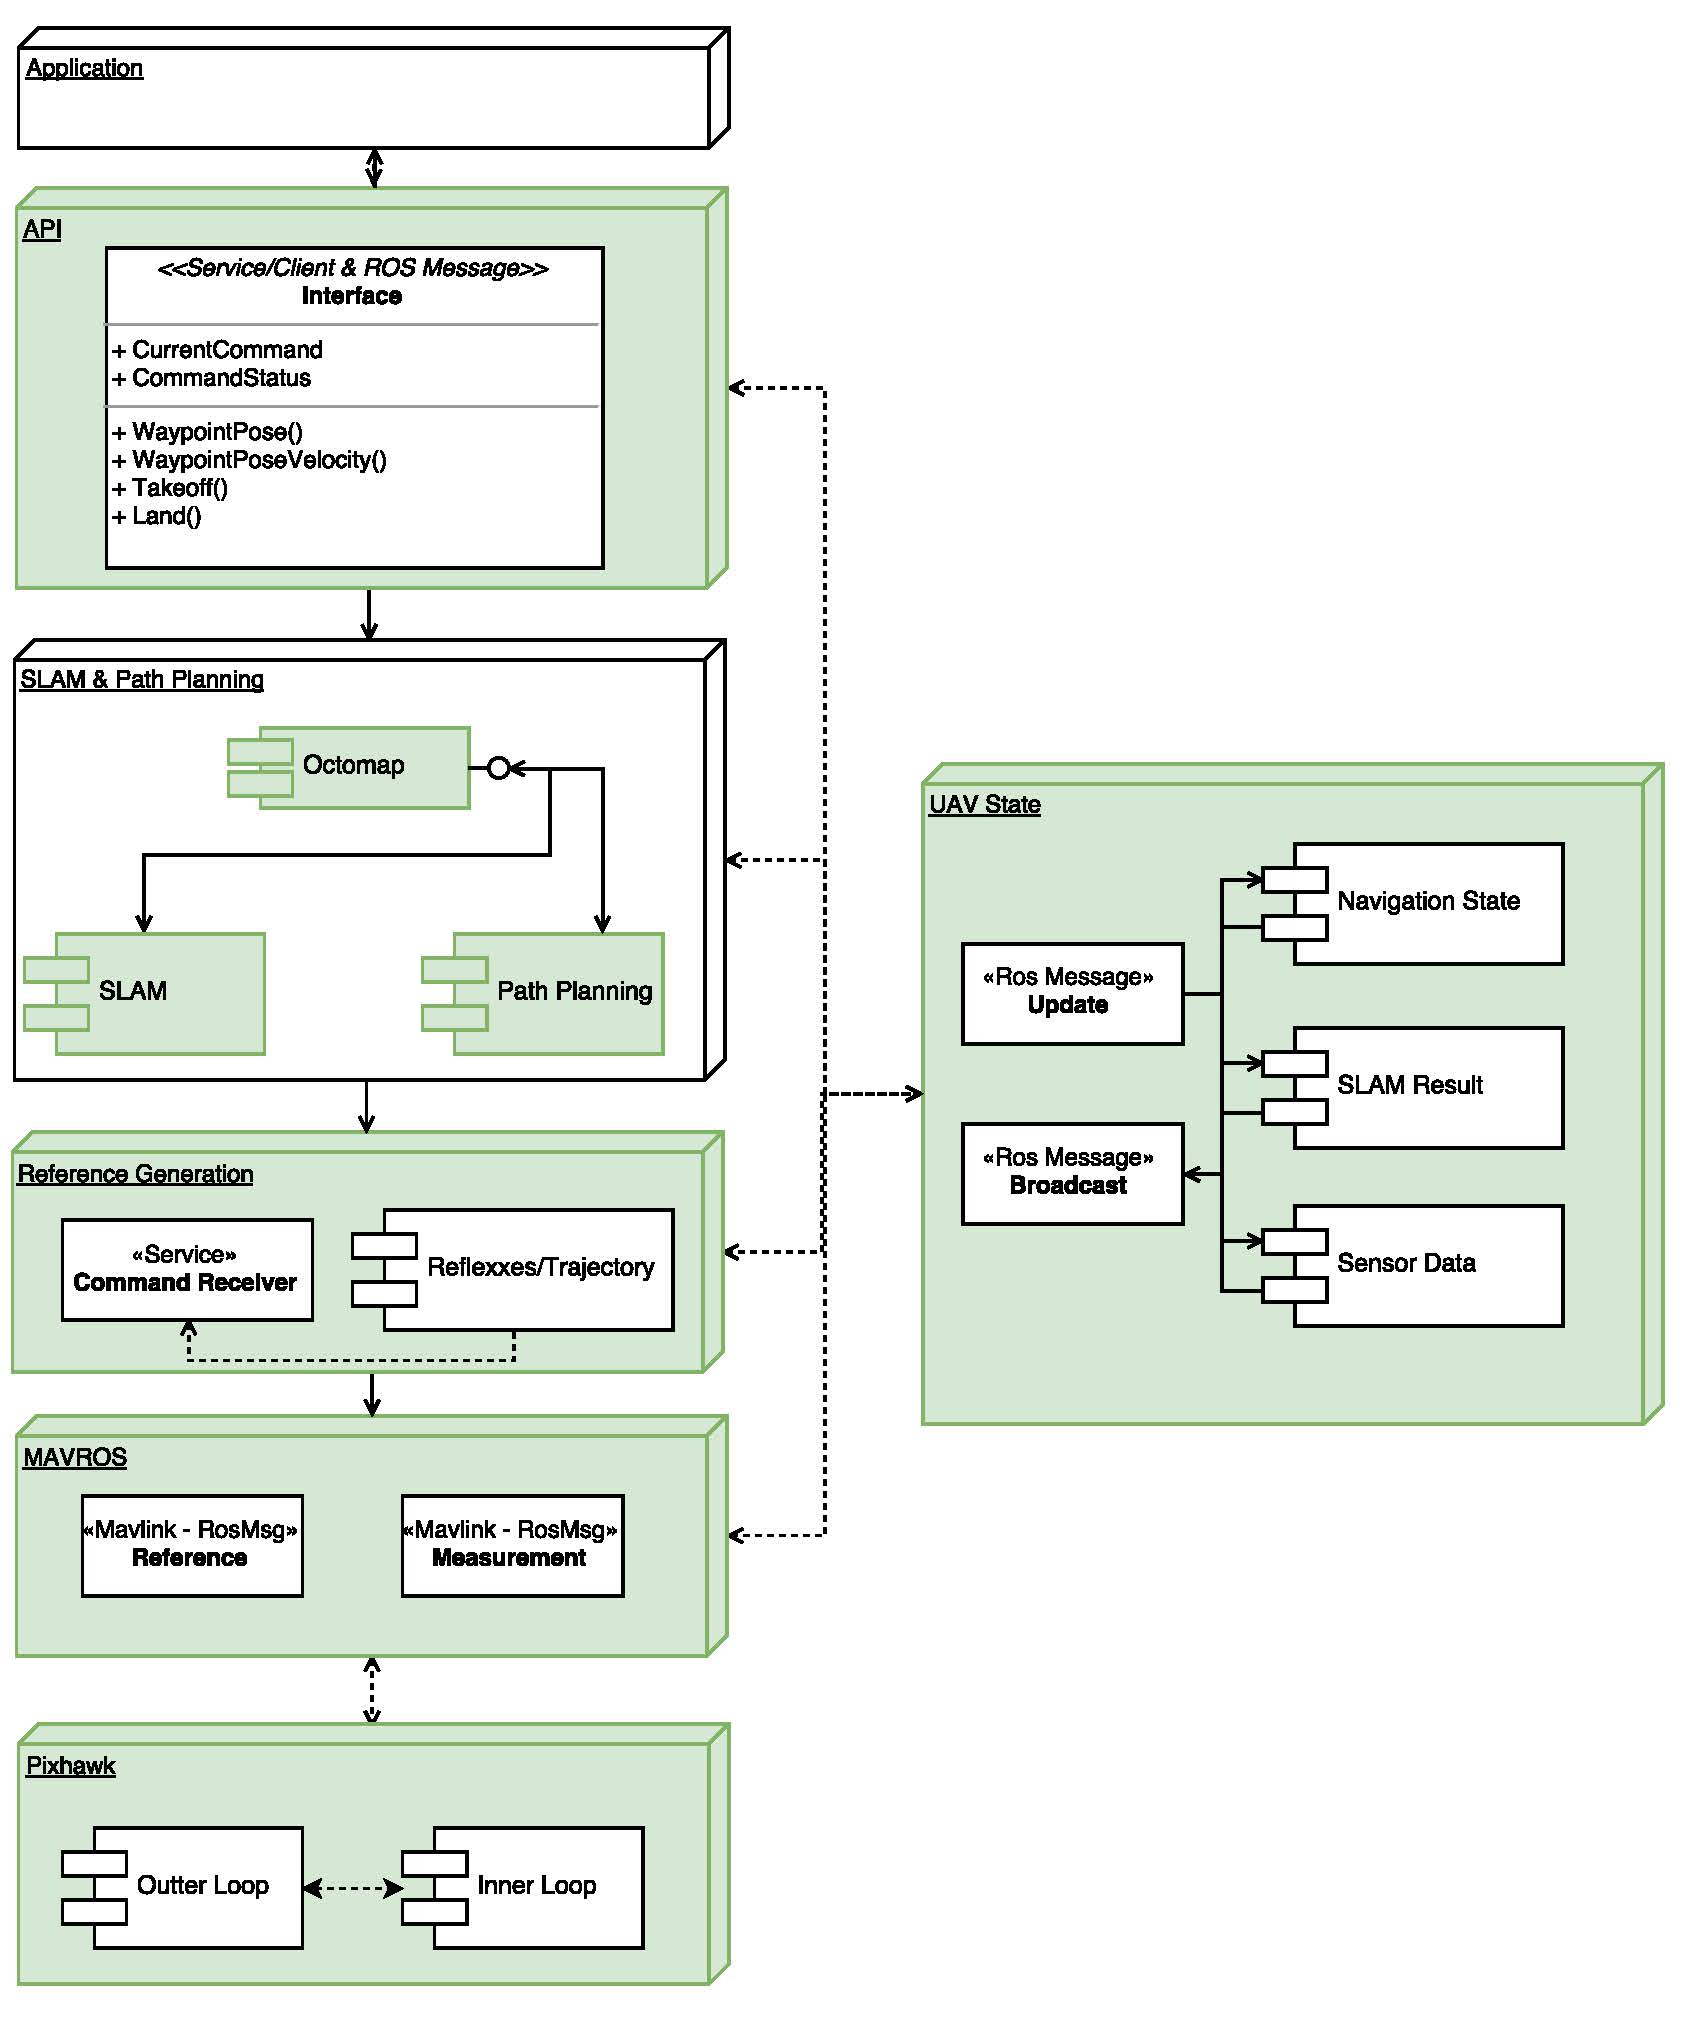 Application
API
<<Service/Client & ROS Message>>
Interface
+ CurrentCommand
+ CommandStatus
+ WaypointPose()
+ WaypointPoseVelocity()
+ Takeoff()
+ Land()
SLAM & Path Planning
Octomap
SLAM
Path Planning
Reference Generation
«Service»
Command Receiver
Reflexxes/Trajectory
MAVROS
«Mavlink - RosMsg»
Reference
«Mavlink - RosMsg»
Measurement
Pixhawk
Outter Loop
Inner Loop
UAV State
«Ros Message»
Update
«Ros Message»
Broadcast
Navigation State
SLAM Result
Sensor Data